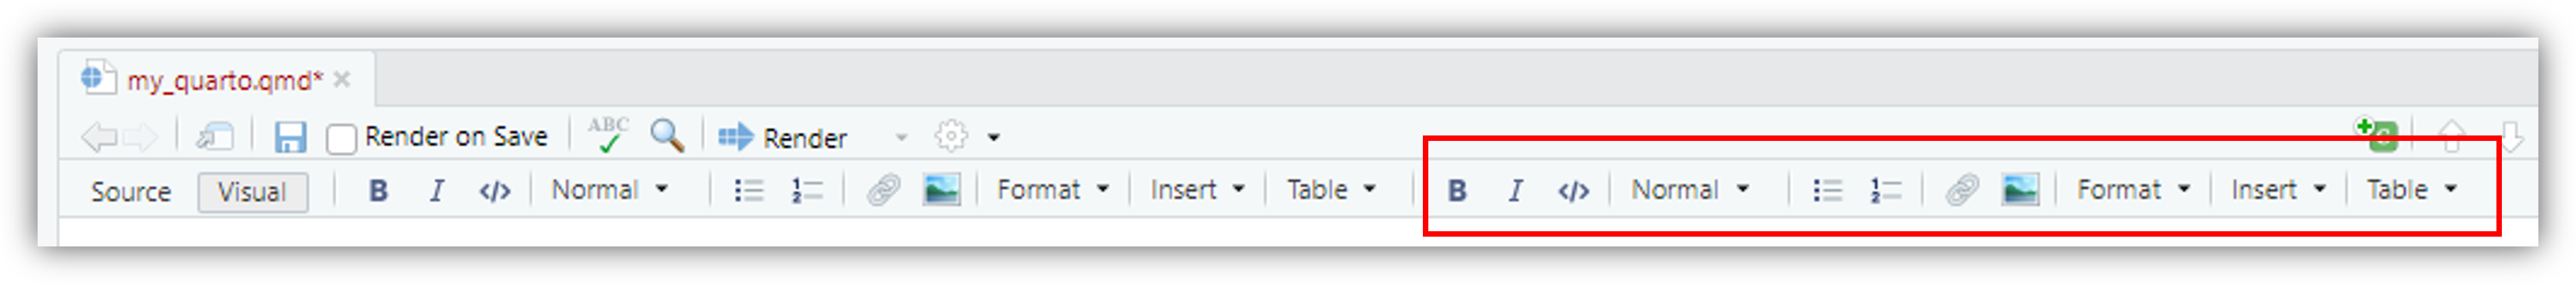 my_quarto.qmd*
Render on Save ABC Render
Source Visual B I </> Normal Format Insert Table B I </> Normal Format Insert Table